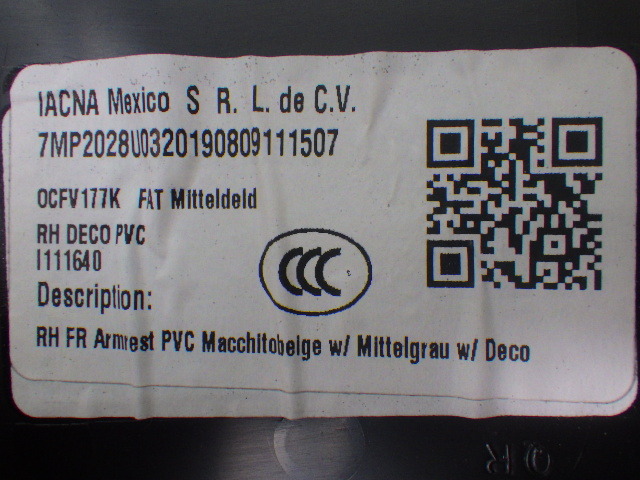 IACNA Mexico S R. L. de C.V.
7MP2028U0320190809111507
0CFV177K FAT Mitteldeld
RH DECO PVC
I111640
CCC
Description:
RH FR Armrest PVC Macchitobeige w/ Mittelgrau w/ Deco